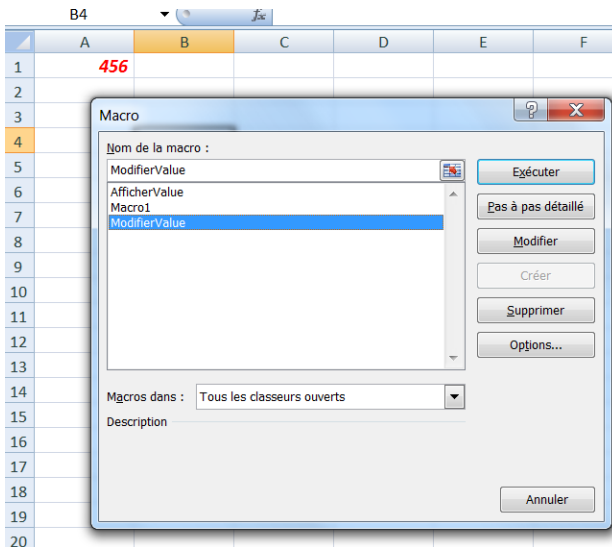 B4 fx
A B C D E F
1 456
2
3
4
5
6
7
8
9
10
11
12
13
14
15
16
17
18
19
20
Macro
Nom de la macro :
ModifierValue
AfficherValue
Macro1
ModifierValue
Exécuter
Pas à pas détaillé
Modifier
Créer
Supprimer
Options...
Macros dans : Tous les classeurs ouverts
Description
Annuler